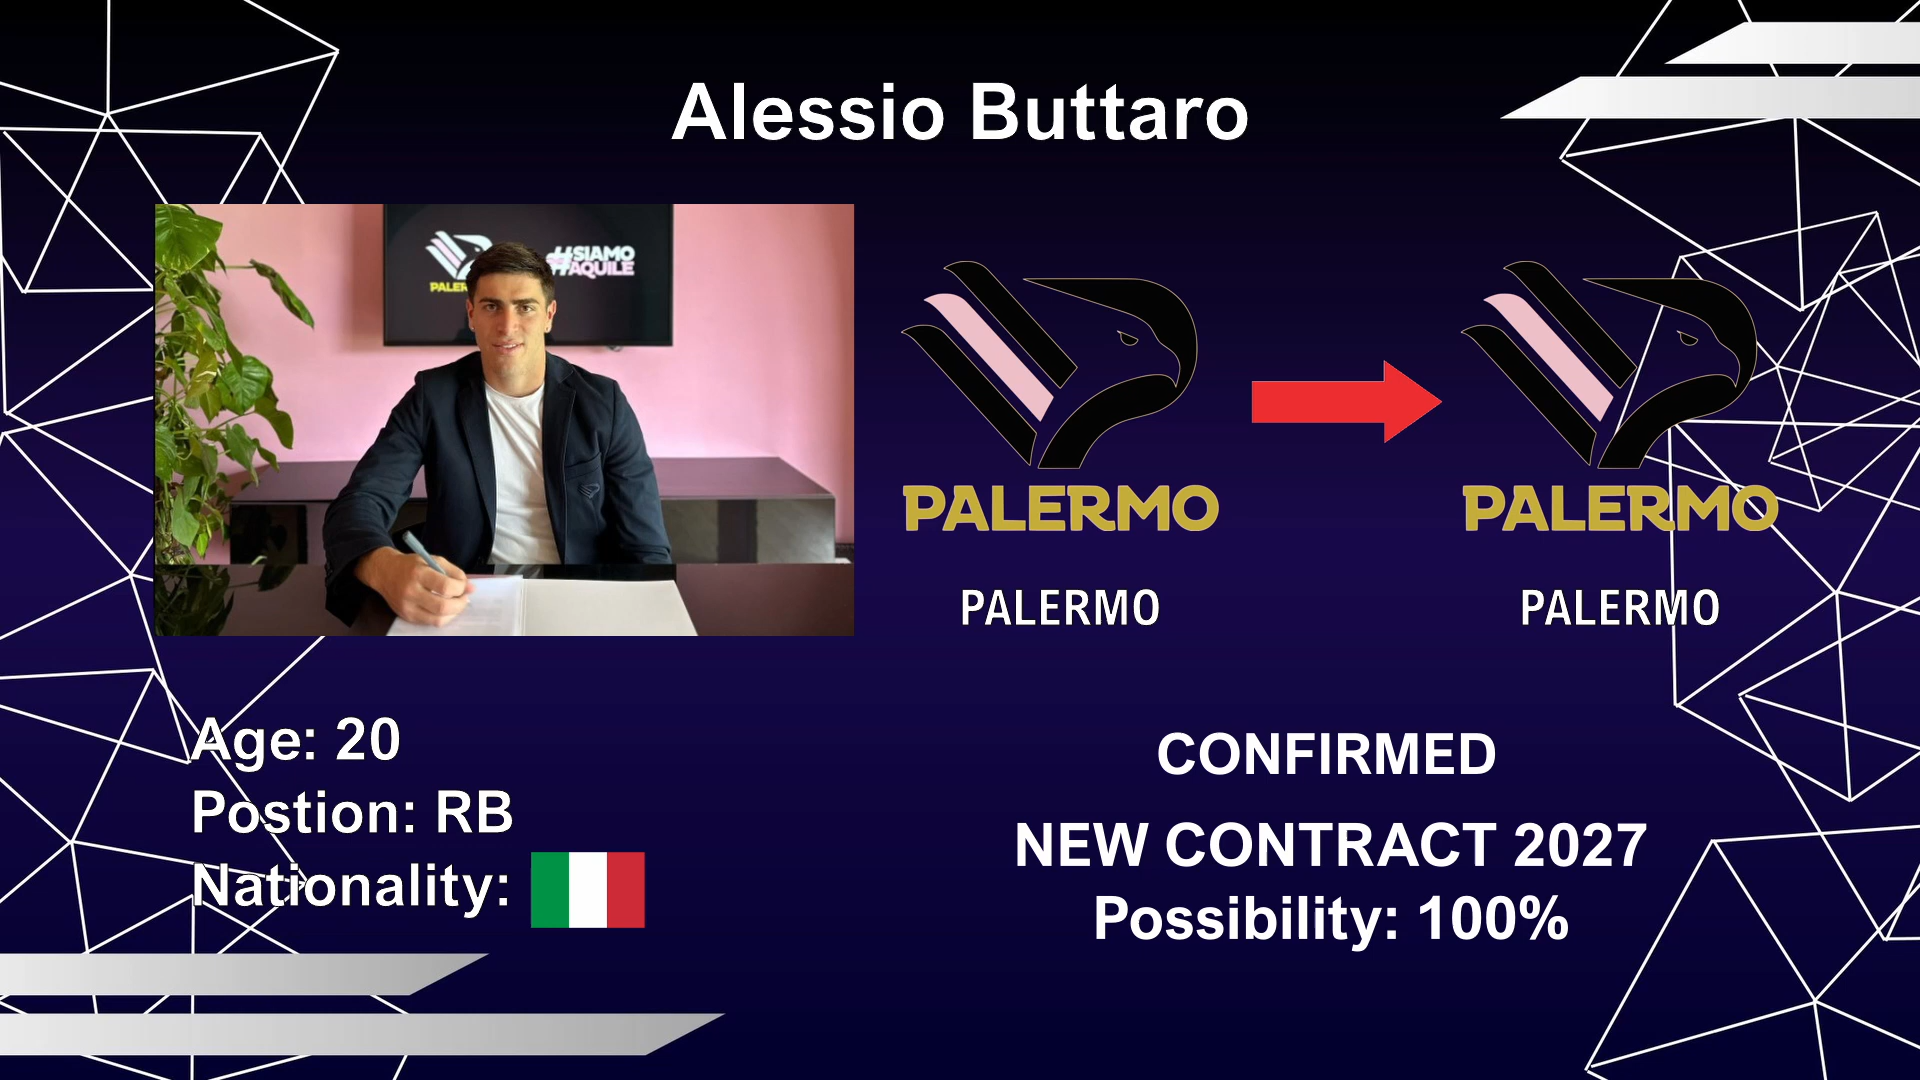 Alessio Buttaro
#SIAMO
AQUILE
PALERMO
PALERMO
PALERMO
PALERMO
Age: 20
Postion: RB
Nationality:
CONFIRMED
NEW CONTRACT 2027
Possibility: 100%